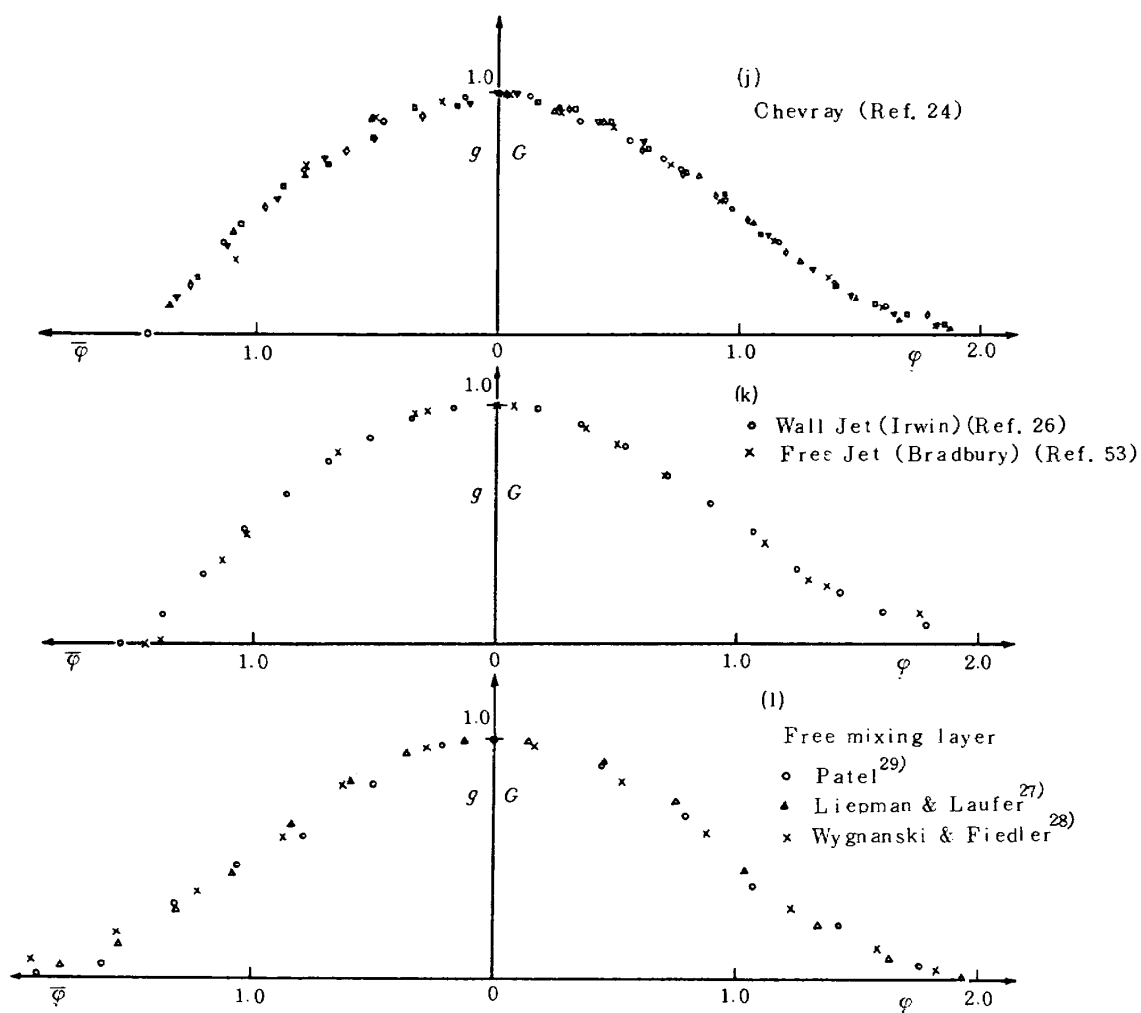 (j)
Chevray (Ref. 24)
1.0
g G
φ̅ 1.0 0 1.0 φ 2.0
(k)
Wall Jet (Irwin) (Ref. 26)
Free Jet (Bradbury) (Ref. 53)
1.0
g G
φ̅ 1.0 0 1.0 φ 2.0
(l)
Free mixing layer
Patel 29)
Liepman & Laufer 27)
Wygnanski & Fiedler 28)
1.0
g G
φ̅ 1.0 0 1.0 φ 2.0